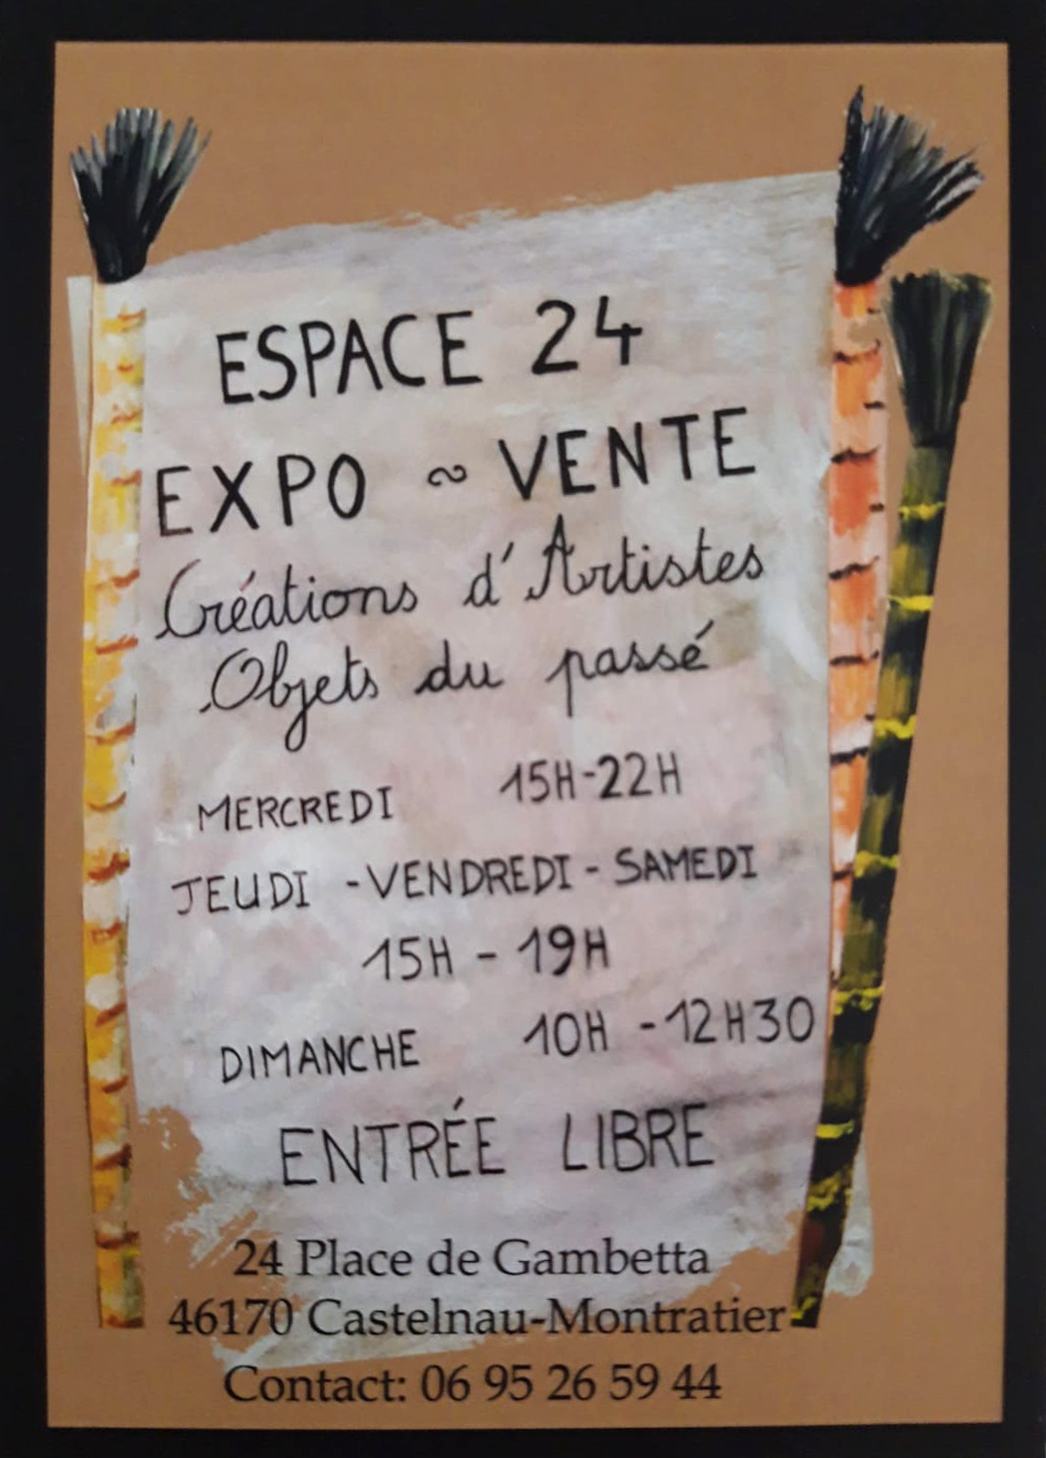 ESPACE 24
EXPO ~ VENTE
Créations d'Artistes
Objets du passé
MERCREDI 15H-22H
JEUDI - VENDREDI - SAMEDI
15H - 19H
DIMANCHE 10H - 12H30
ENTRÉE LIBRE
24 Place de Gambetta
46170 Castelnau-Montratier
Contact: 06 95 26 59 44